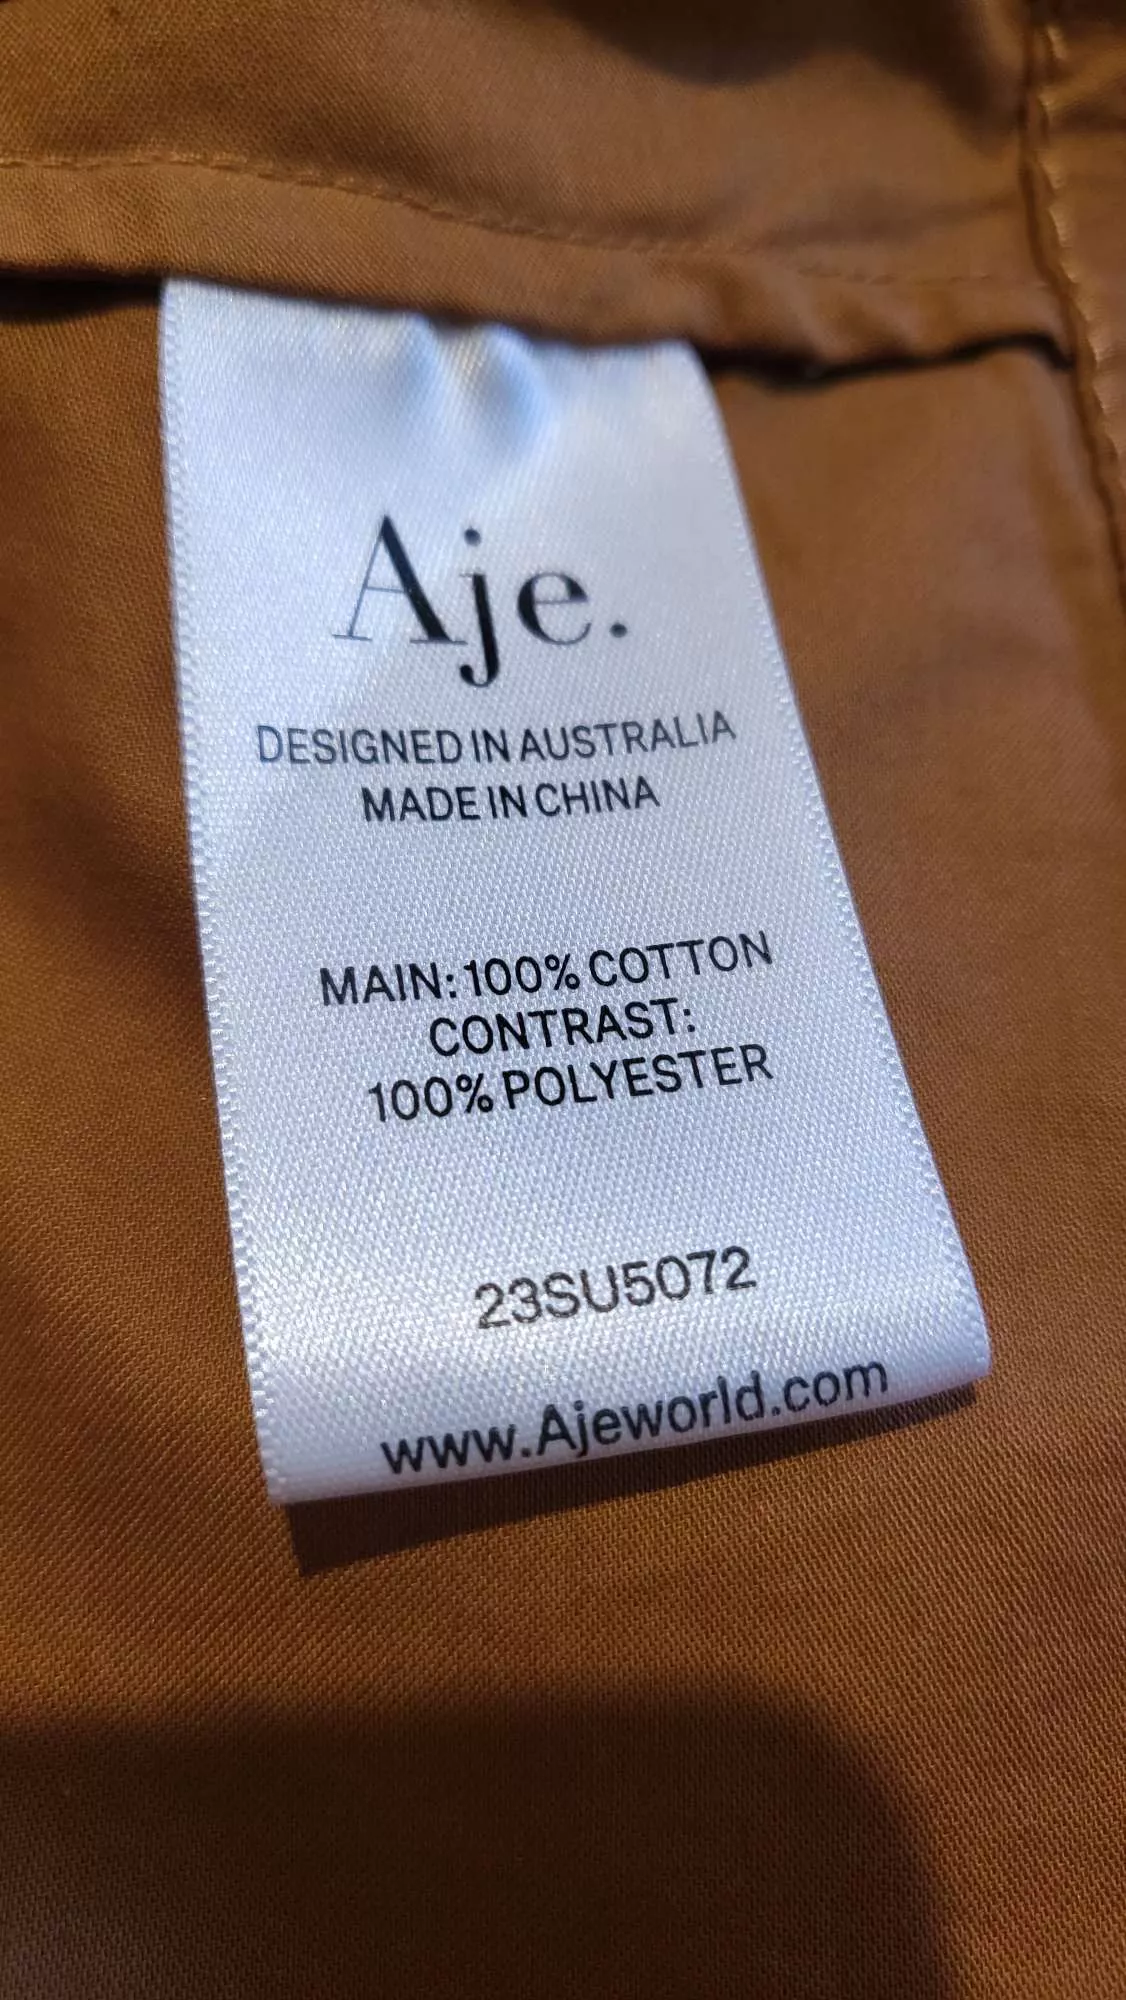 Aje.
DESIGNED IN AUSTRALIA
MADE IN CHINA
MAIN: 100% COTTON
CONTRAST:
100% POLYESTER
23SU5072
www.Ajeworld.com